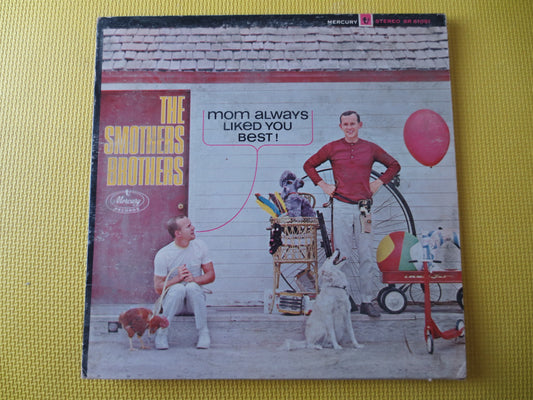 MERCURY STEREO SR 61051
mom always
LIKED YOU
BEST!
THE
SMOTHERS
BROTHERS
Mercury
RECORDS